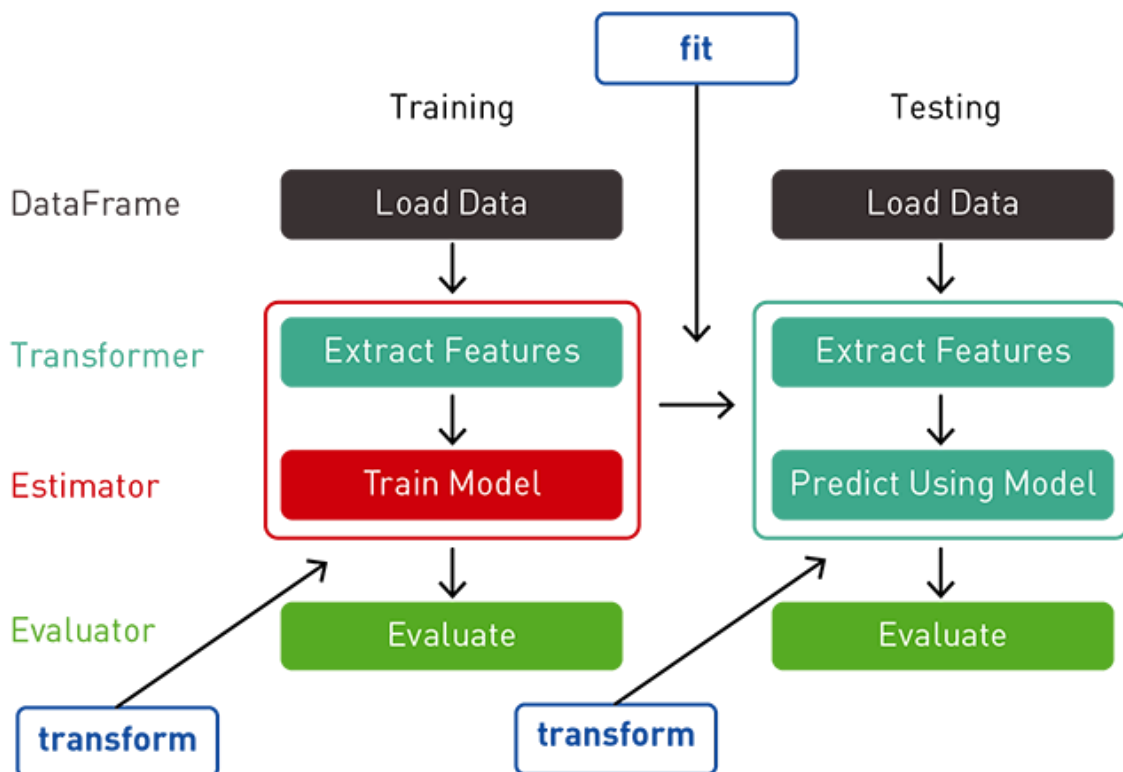 fit
Training
Testing
DataFrame
Load Data
Load Data
Transformer
Extract Features
Extract Features
Estimator
Train Model
Predict Using Model
Evaluator
Evaluate
Evaluate
transform
transform